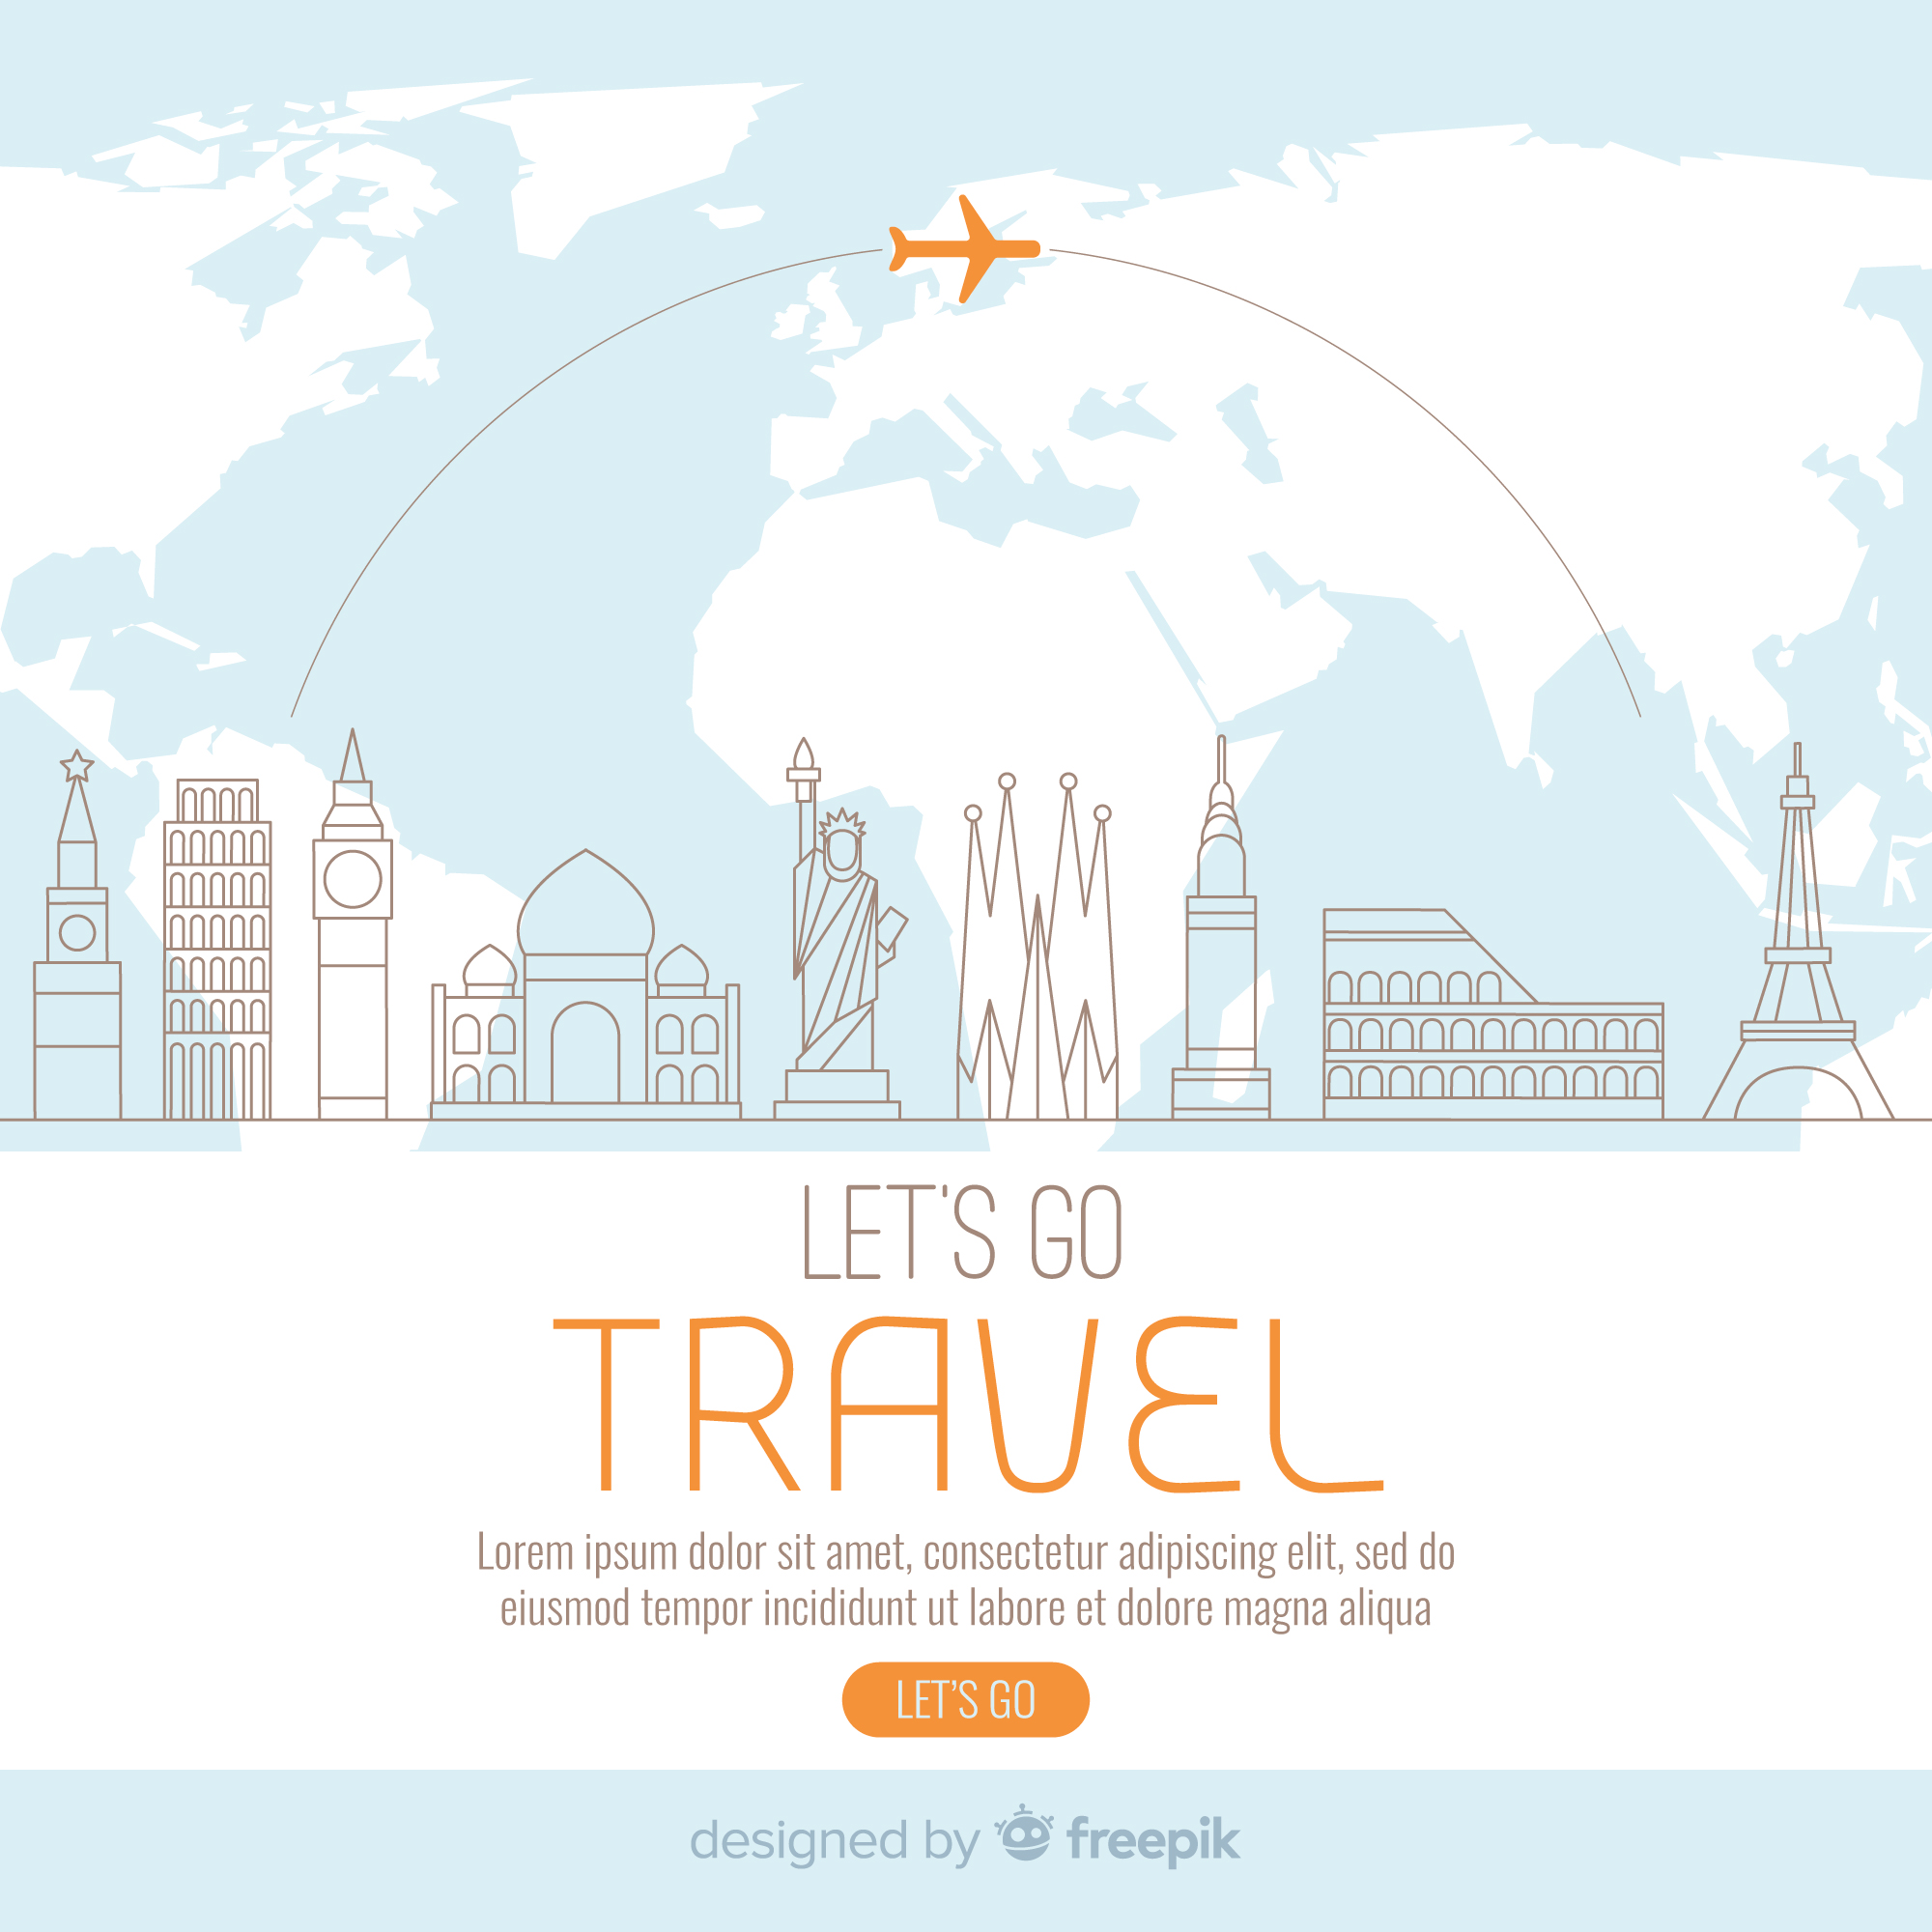 LET'S GO
TRAVEL
Lorem ipsum dolor sit amet, consectetur adipiscing elit, sed do
eiusmod tempor incididunt ut labore et dolore magna aliqua
LET'S GO
designed by freepik